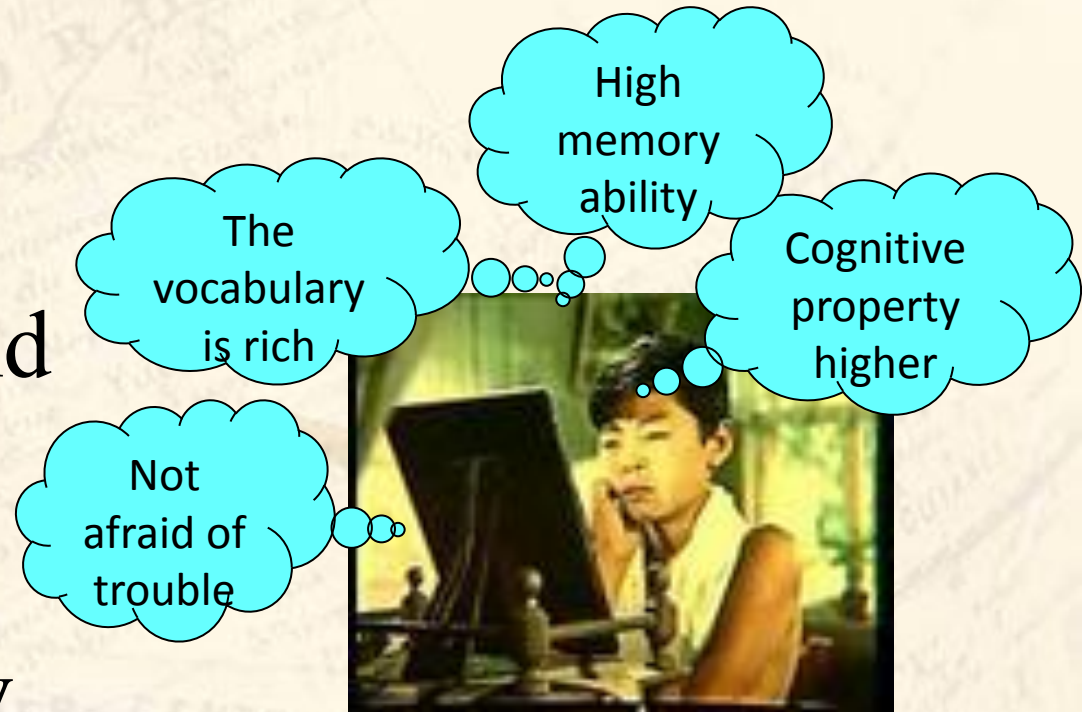 High
memory
ability
The
vocabulary
is rich
Cognitive
property
higher
Not
afraid of
trouble